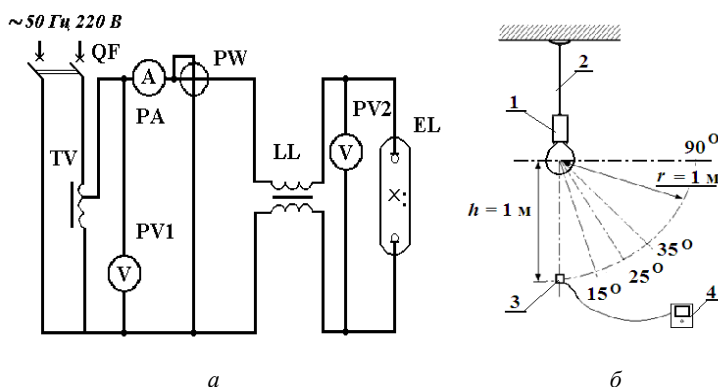 ~50 Гц 220 В
QF
A
PW
PA
PV2
EL
TV
LL
V
PV1
V
2
1
90 О
r = 1 м
h = 1 м
35 О
25 О
15 О
3
4
а
б